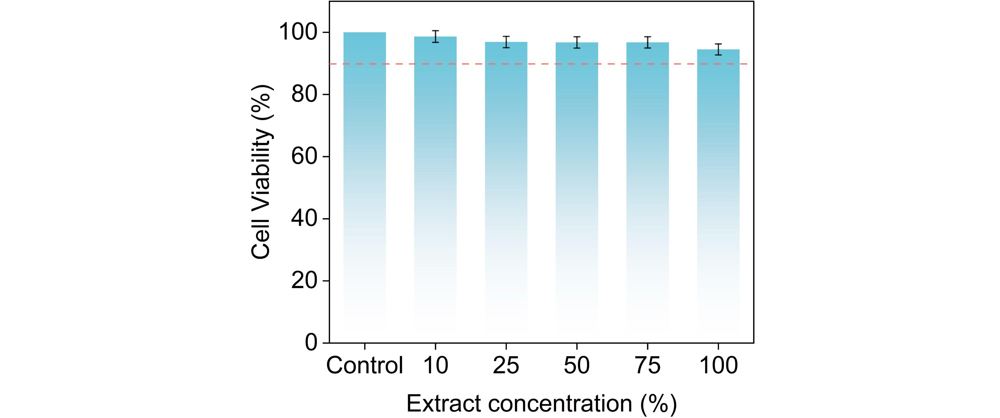 100
80
60
40
20
0
Cell Viability (%)
Control 10 25 50 75 100
Extract concentration (%)